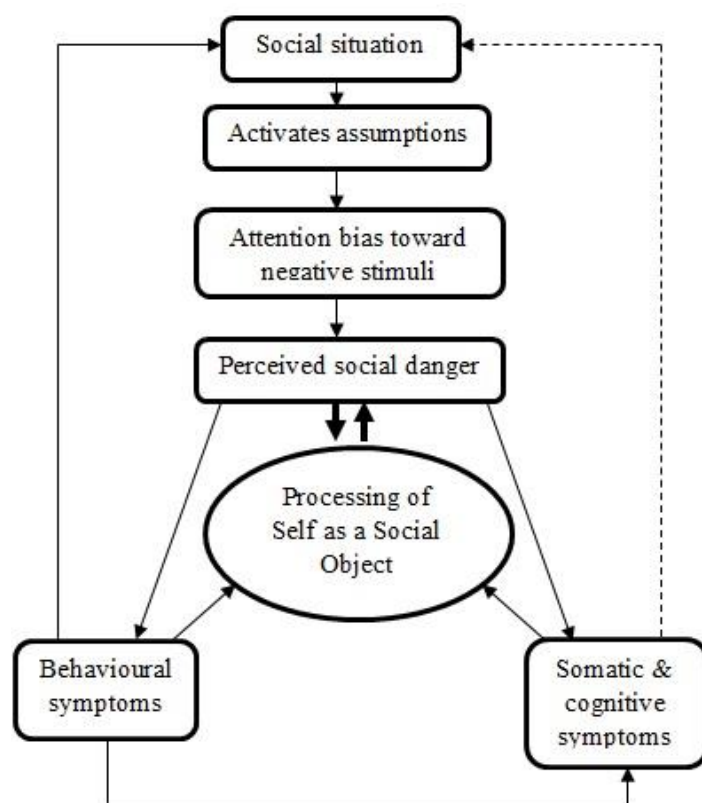 Social situation
Activates assumptions
Attention bias toward
negative stimuli
Perceived social danger
Processing of
Self as a Social
Object
Behavioural
symptoms
Somatic &
cognitive
symptoms